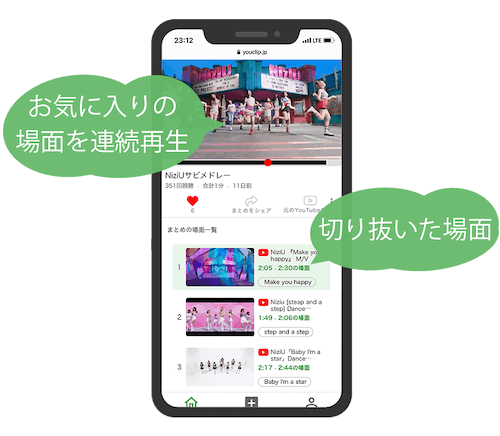 23:12
LTE
youclip.jp
お気に入りの
場面を連続再生
NiziUサビメドレー
351回視聴 ・ 合計1分 ・ 11日前
6
まとめをシェア
元のYouTube
切り抜いた場面
まとめの場面一覧
1
NiziU 「Make you
happy」 M/V
2:05 - 2:30の場面
Make you happy
2
Niziu [steap and a
step] Dance…
1:49 - 2:06の場面
step and a step
3
NiziU「Baby I'm a
star」Dance…
2:17 - 2:44の場面
Baby I'm a star